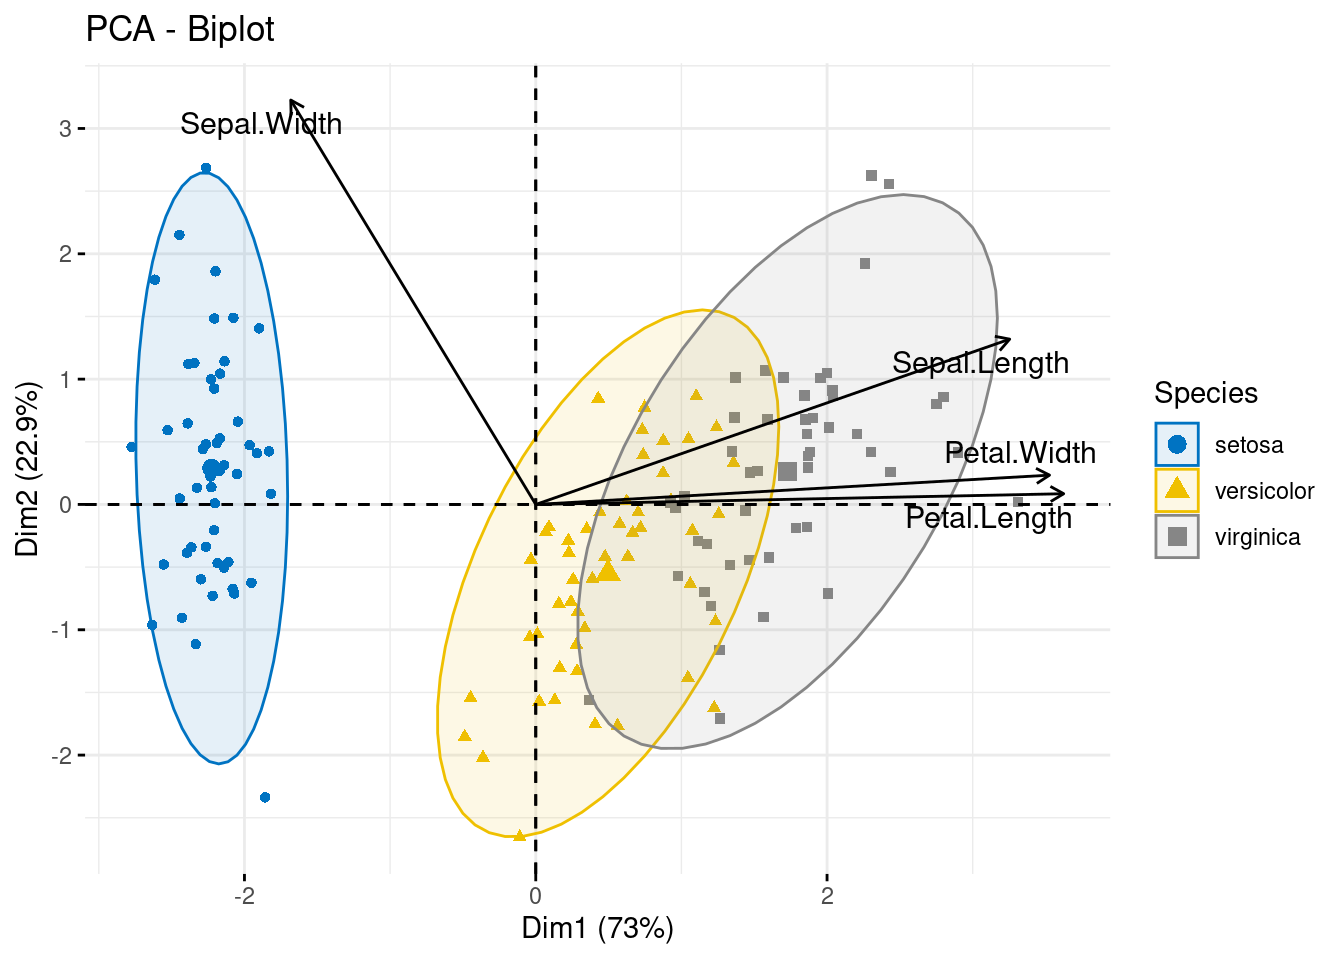 PCA - Biplot
Sepal.Width
Sepal.Length
Petal.Width
Petal.Length
3
2
1
0
-1
-2
-2
0
2
Dim1 (73%)
Dim2 (22.9%)
Species
setosa
versicolor
virginica